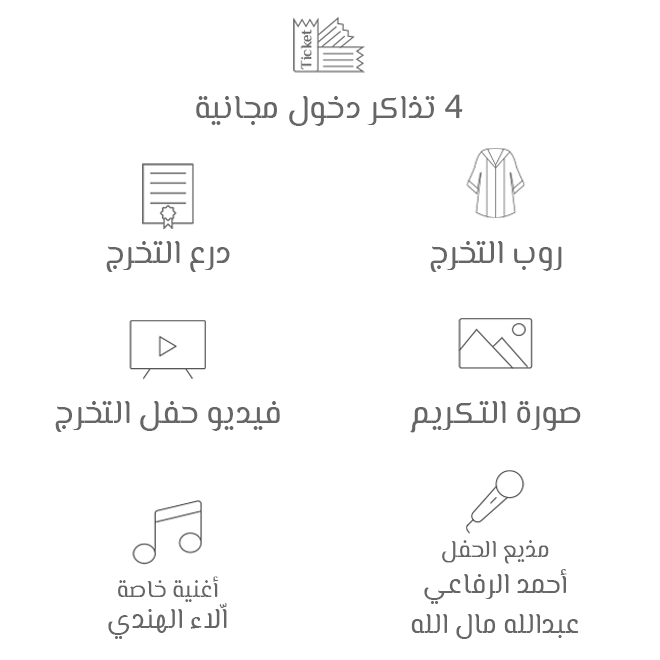 Ticket
4 تذاكر دخول مجانية
روب التخرج
درع التخرج
صورة التكريم
فيديو حفل التخرج
مذيع الحفل
أحمد الرفاعي
عبدالله مال الله
أغنية خاصة
آلاء الهندي